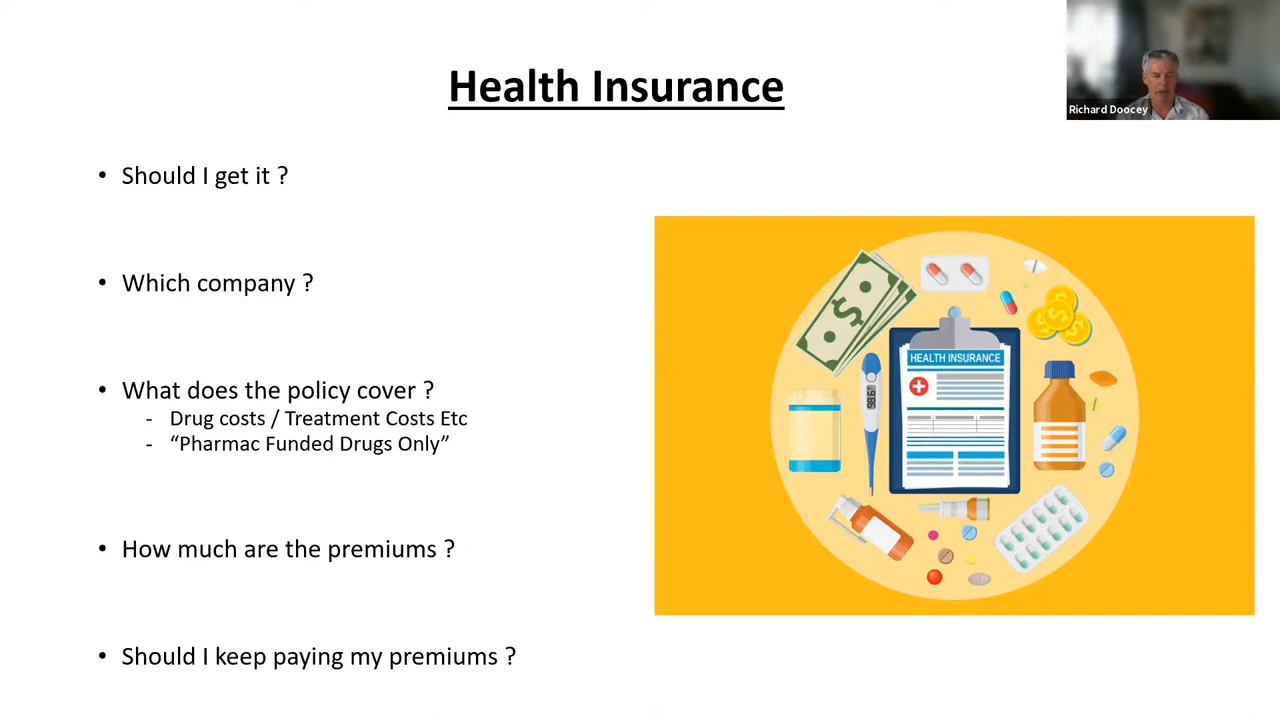 Health Insurance
Richard Doocey
• Should I get it ?
• Which company ?
• What does the policy cover ?
- Drug costs / Treatment Costs Etc
- “Pharmac Funded Drugs Only”
• How much are the premiums ?
• Should I keep paying my premiums ?
HEALTH INSURANCE